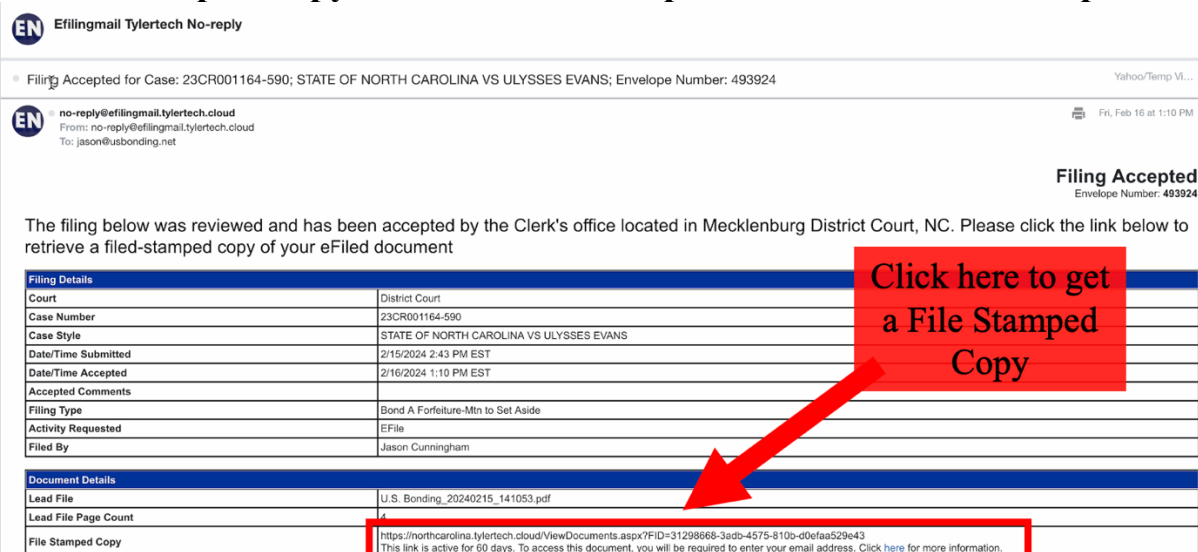 EN
Efilingmail Tylertech No-reply
Filing Accepted for Case: 23CR001164-590; STATE OF NORTH CAROLINA VS ULYSSES EVANS; Envelope Number: 493924
Yahoo/Temp Vi...
EN
no-reply@efilingmail.tylertech.cloud
Fri, Feb 16 at 1:10 PM
From: no-reply@efilingmail.tylertech.cloud
To: jason@usbonding.net
Filing Accepted
Envelope Number: 493924
The filing below was reviewed and has been accepted by the Clerk's office located in Mecklenburg District Court, NC. Please click the link below to
retrieve a filed-stamped copy of your eFiled document
Click here to get
a File Stamped
Copy
Filing Details
Court District Court
Case Number 23CR001164-590
Case Style STATE OF NORTH CAROLINA VS ULYSSES EVANS
Date/Time Submitted 2/15/2024 2:43 PM EST
Date/Time Accepted 2/16/2024 1:10 PM EST
Accepted Comments
Filing Type Bond A Forfeiture-Mtn to Set Aside
Activity Requested EFile
Filed By Jason Cunningham
Document Details
Lead File U.S. Bonding_20240215_141053.pdf
Lead File Page Count 4
File Stamped Copy
https://northcarolina.tylertech.cloud/ViewDocuments.aspx?FID=31298668-3adb-4575-810b-d0efaa529e43
This link is active for 60 days. To access this document, you will be required to enter your email address. Click here for more information.